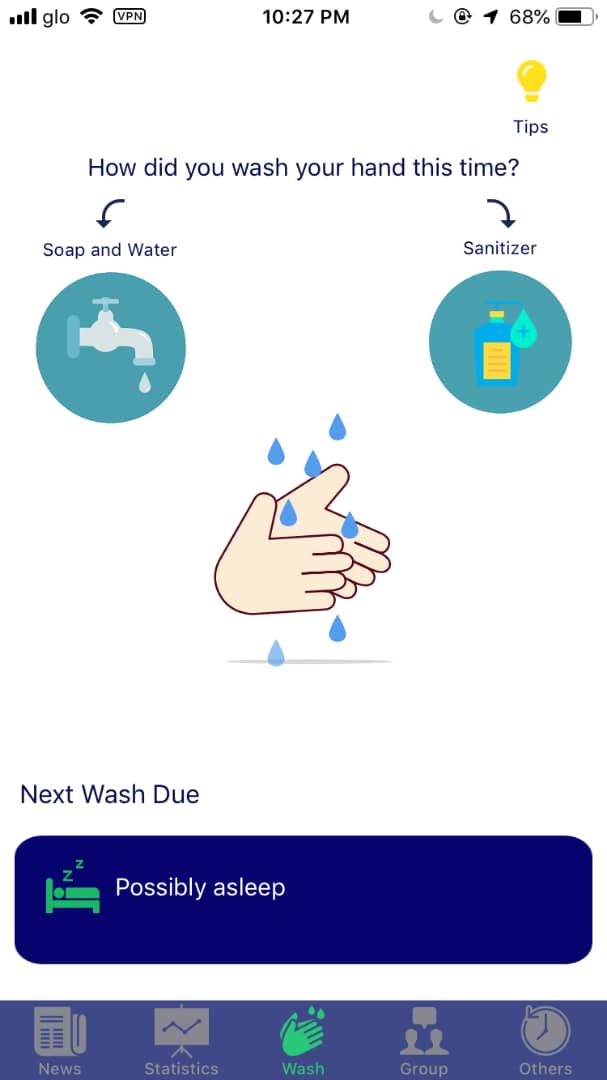 glo VPN 10:27 PM 68%
Tips
How did you wash your hand this time?
Soap and Water
Sanitizer
Next Wash Due
z z
Possibly asleep
News Statistics Wash Group Others